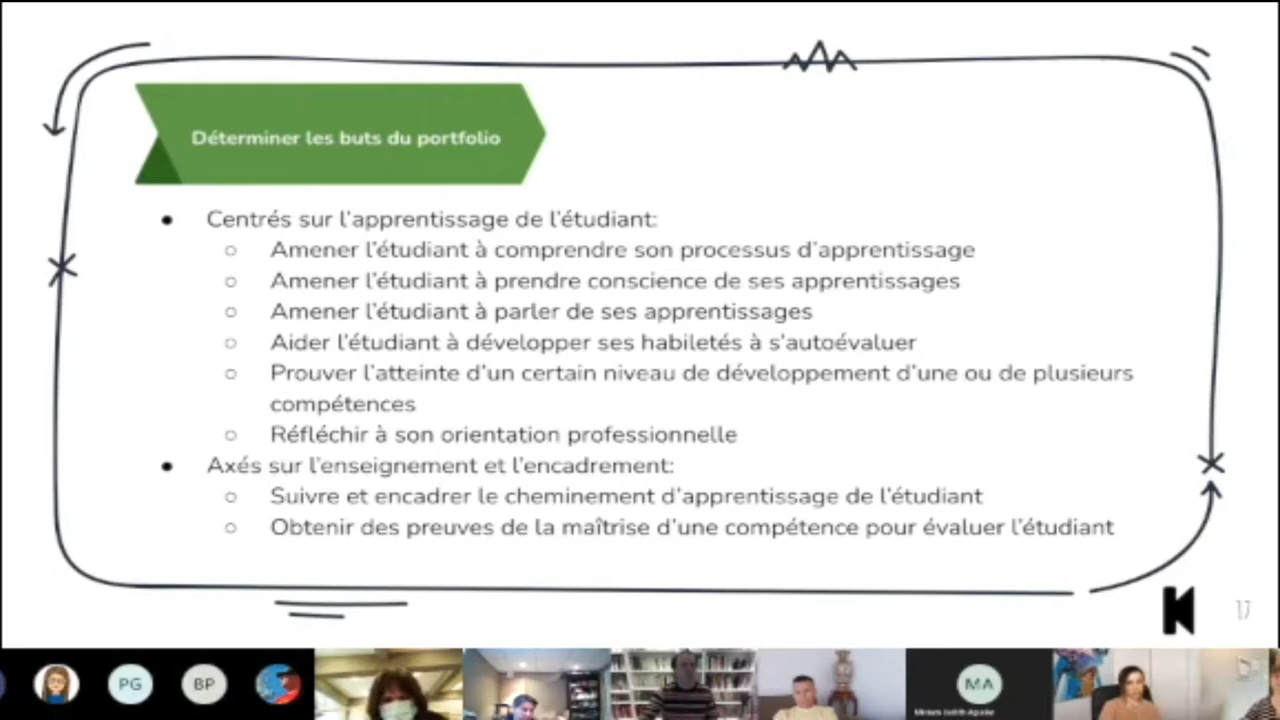 Déterminer les buts du portfolio
Centrés sur l'apprentissage de l'étudiant:
Amener l'étudiant à comprendre son processus d'apprentissage
Amener l'étudiant à prendre conscience de ses apprentissages
Amener l'étudiant à parler de ses apprentissages
Aider l'étudiant à développer ses habiletés à s'autoévaluer
Prouver l'atteinte d'un certain niveau de développement d'une ou de plusieurs
compétences
Réfléchir à son orientation professionnelle
Axés sur l'enseignement et l'encadrement:
Suivre et encadrer le cheminement d'apprentissage de l'étudiant
Obtenir des preuves de la maîtrise d'une compétence pour évaluer l'étudiant
17
PG
BP
MA